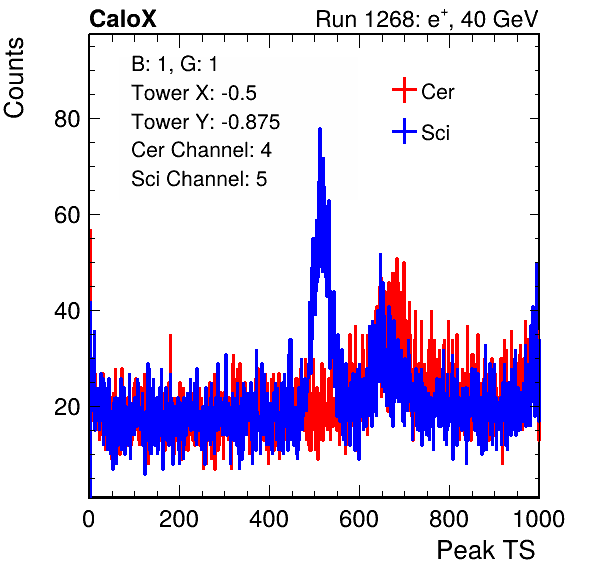 CaloX Run 1268: e⁺, 40 GeV
Counts
B: 1, G: 1
Tower X: -0.5
Tower Y: -0.875
Cer Channel: 4
Sci Channel: 5
Cer
Sci
80
60
40
20
0 200 400 600 800 1000
Peak TS